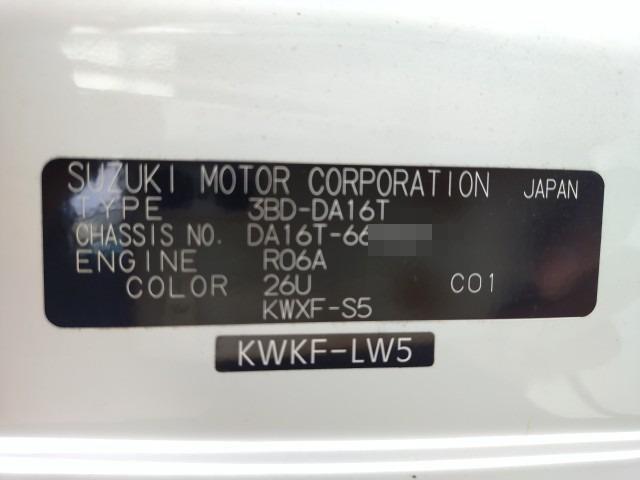 SUZUKI MOTOR CORPORATION JAPAN
TYPE 3BD-DA16T
CHASSIS NO. DA16T-66
ENGINE R06A
COLOR 26U C01
KWXF-S5
KWKF-LW5